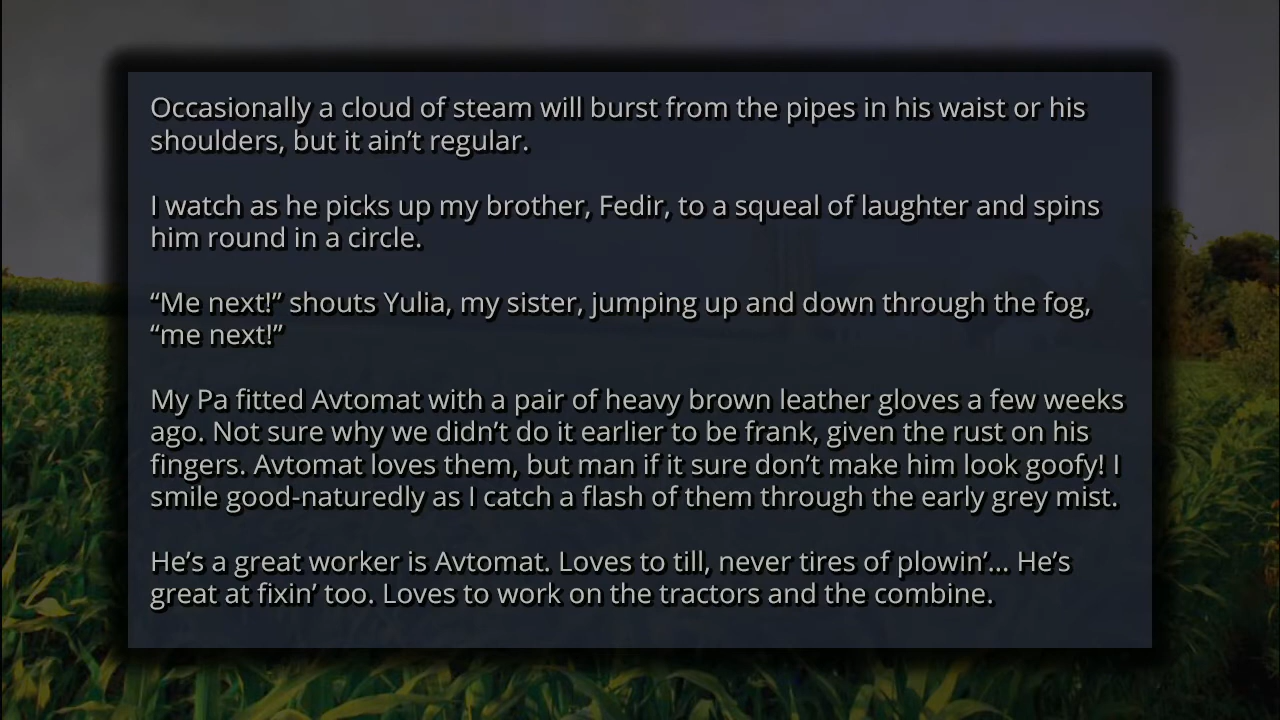 Occasionally a cloud of steam will burst from the pipes in his waist or his
shoulders, but it ain’t regular.
I watch as he picks up my brother, Fedir, to a squeal of laughter and spins
him round in a circle.
“Me next!” shouts Yulia, my sister, jumping up and down through the fog,
“me next!”
My Pa fitted Avtomat with a pair of heavy brown leather gloves a few weeks
ago. Not sure why we didn’t do it earlier to be frank, given the rust on his
fingers. Avtomat loves them, but man if it sure don’t make him look goofy! I
smile good-naturedly as I catch a flash of them through the early grey mist.
He’s a great worker is Avtomat. Loves to till, never tires of plowin’... He’s
great at fixin’ too. Loves to work on the tractors and the combine.